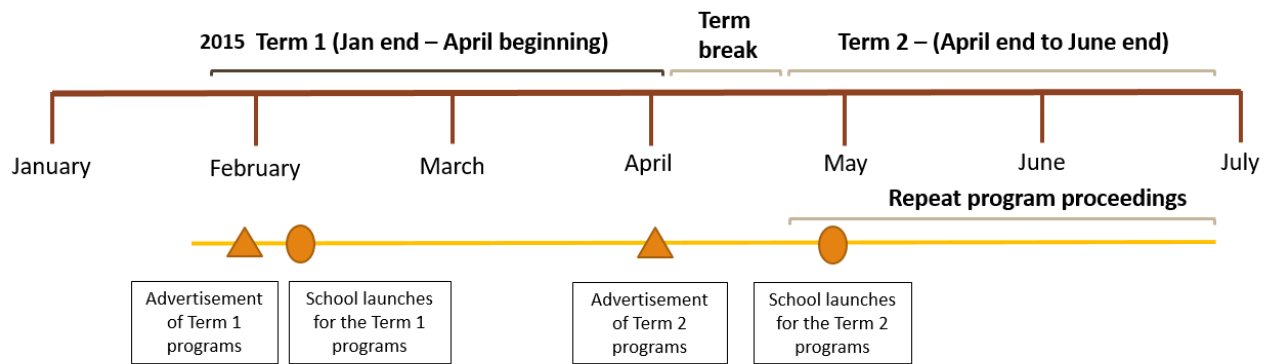 2015 Term 1 (Jan end – April beginning)
Term
break
Term 2 – (April end to June end)
January
February
March
April
May
June
July
Repeat program proceedings
Advertisement
of Term 1
programs
School launches
for the Term 1
programs
Advertisement
of Term 2
programs
School launches
for the Term 2
programs